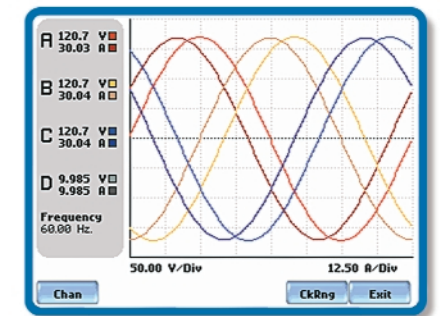 A 120.7 V
30.03 A
B 120.7 V
30.04 A
C 120.7 V
30.04 A
D 9.985 V
9.985 A
Frequency
60.00 Hz.
50.00 V/Div 12.50 A/Div
Chan CkRng Exit